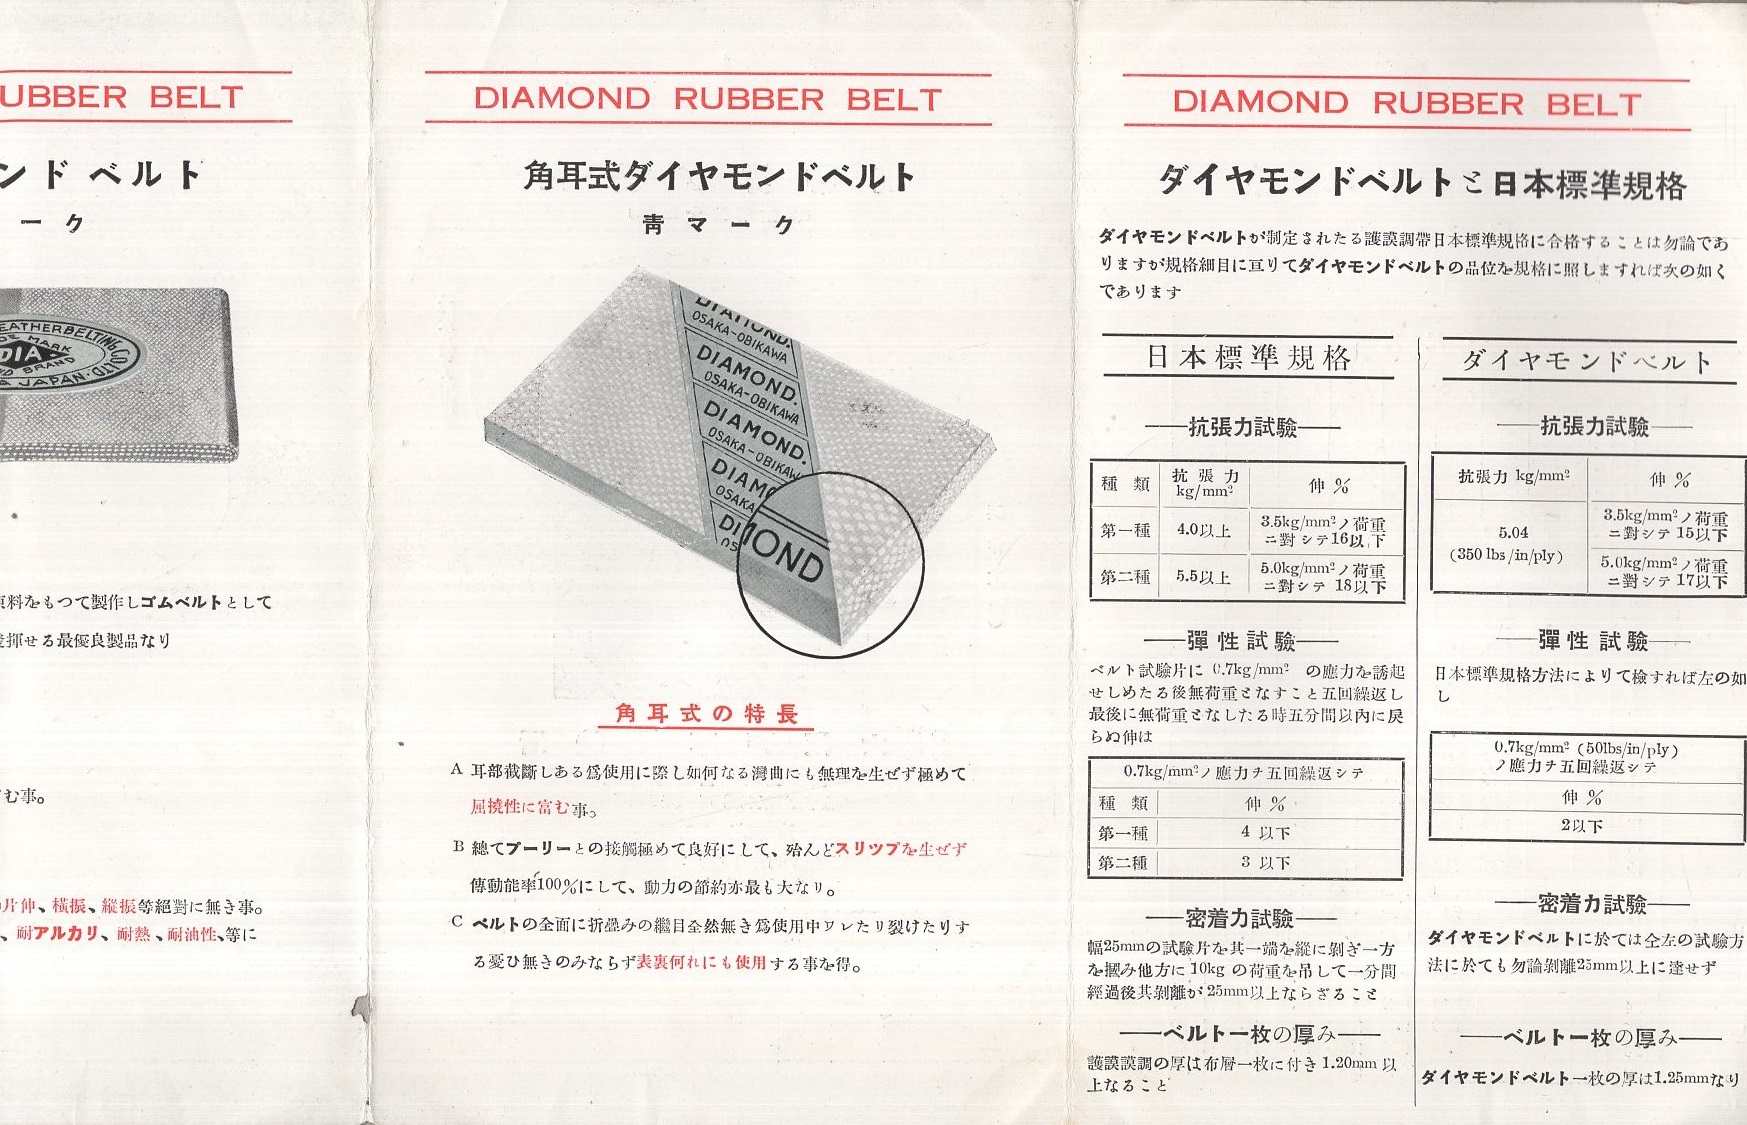 UBBER BELT
ンド ベルト
ーク
EATHERBELTING CO LTD.
DE MARK
DIA
ND BRAND
A JAPAN.
原料をもつて製作しゴムベルトとして
發揮せる最優良製品なり
む事。
片伸、橫振、縱振等絕對に無き事。
、耐アルカリ、耐熱、耐油性、等に
DIAMOND RUBBER BELT
角耳式ダイヤモンドベルト
靑マーク
DIAMOND.
OSAKA-OBIKAWA
DIAMOND.
OSAKA-OBIKAWA
DIAMOND.
OSAKA-OBIKAWA
DIAM
OSAKA
DI
OS
MOND
角耳式の特長
A 耳部截斷しある爲使用に際し如何なる灣曲にも無理を生ぜず極めて
屈撓性に富む事。
B 總てプーリーとの接觸極めて良好にして、殆んどスリツプを生ぜず
傳動能率100%にして、動力の節約亦最も大なり。
C ベルトの全面に折疊みの繼目全然無き爲使用中ワレたり裂けたりす
る憂ひ無きのみならず表裏何れにも使用する事を得。
DIAMOND RUBBER BELT
ダイヤモンドベルトと日本標準規格
ダイヤモンドベルトが制定されたる護謨調帶日本標準規格に合格することは勿論であ
りますが規格細目に亘りてダイヤモンドベルトの品位を規格に照しますれば次の如く
であります
日本標準規格
抗張力試驗
種類 抗張力 kg/mm² 伸%
第一種 4.0以上 3.5kg/mm²ノ荷重ニ對シテ16以下
第二種 5.5以上 5.0kg/mm²ノ荷重ニ對シテ18以下
彈性試驗
ベルト試驗片に 0.7kg/mm² の應力を誘起
せしめたる後無荷重となすこと五回繰返し
最後に無荷重となしたる時五分間以內に戾
らぬ伸は
0.7kg/mm²ノ應力チ五回繰返シテ
種類 伸%
第一種 4 以下
第二種 3 以下
密着力試驗
幅25mmの試驗片を其一端を縱に剝ぎ一方
を摑み他方に 10kg の荷重を吊して一分間
經過後其剝離が 25mm以上ならざること
ベルト一枚の厚み
護謨謨調の厚は布層一枚に付き 1.20mm 以
上なること
ダイヤモンドベルト
抗張力試驗
抗張力 kg/mm² 伸%
5.04
(350 lbs/in/ply)
3.5kg/mm²ノ荷重
ニ對シテ 15以下
5.0kg/mm²ノ荷重
ニ對シテ 17以下
彈性試驗
日本標準規格方法によりて檢すれば左の如
し
0.7kg/mm² (50lbs/in/ply)
ノ應力チ五回繰返シテ
伸%
2以下
密着力試驗
ダイヤモンドベルトに於ては全左の試驗方
法に於ても勿論剝離25mm以上に達せず
ベルト一枚の厚み
ダイヤモンドベルト一枚の厚は1.25mmなり